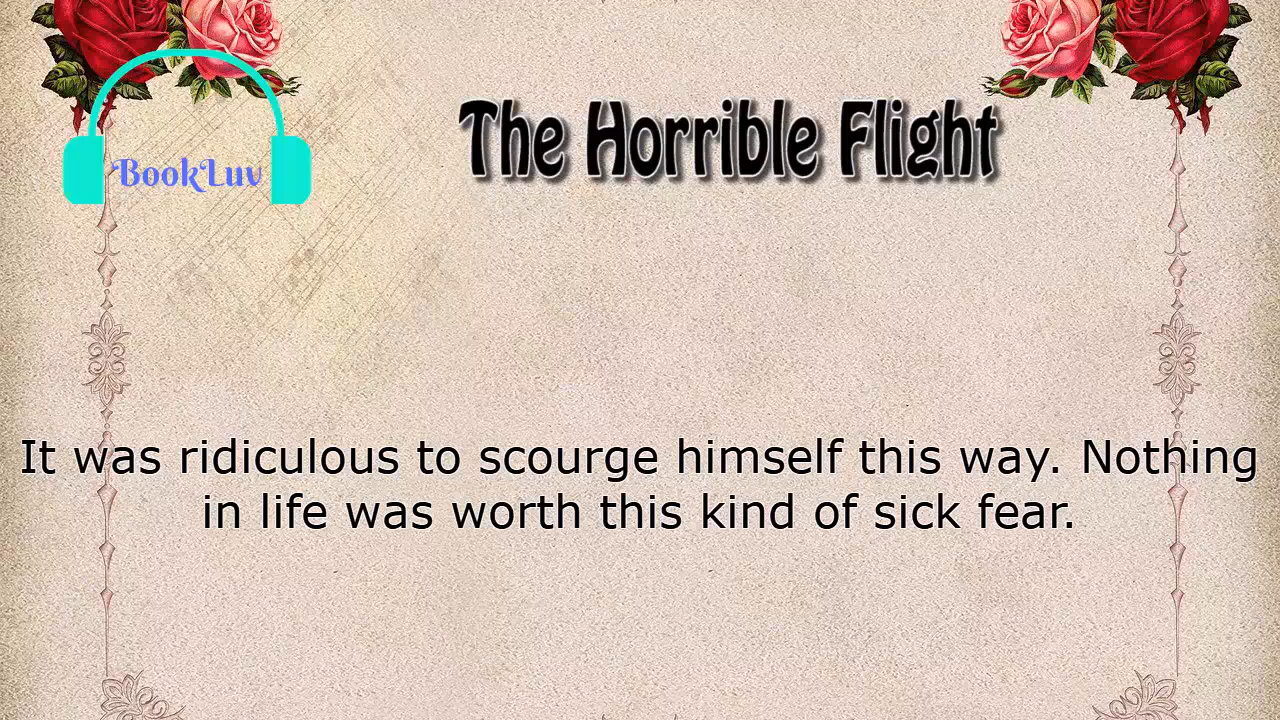 The Horrible Flight
BookLuv
It was ridiculous to scourge himself this way. Nothing
in life was worth this kind of sick fear.